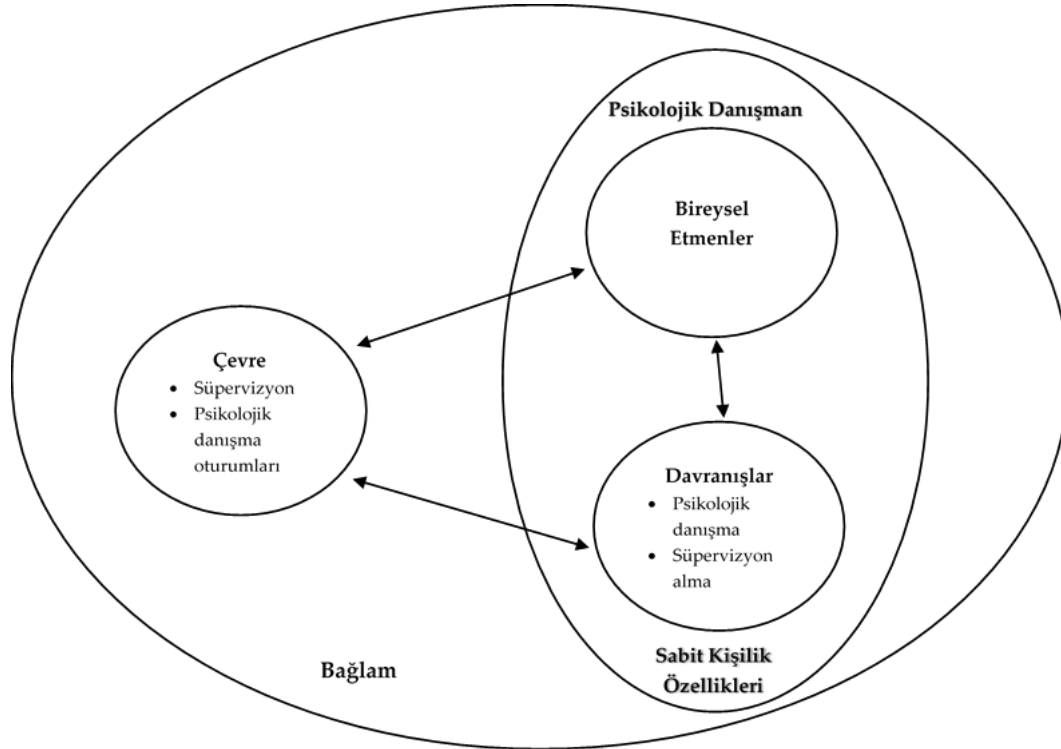 Psikolojik Danışman
Bireysel
Etmenler
Çevre
• Süpervizyon
• Psikolojik
danışma
oturumları
Davranışlar
• Psikolojik
danışma
• Süpervizyon
alma
Bağlam
Sabit Kişilik
Özellikleri